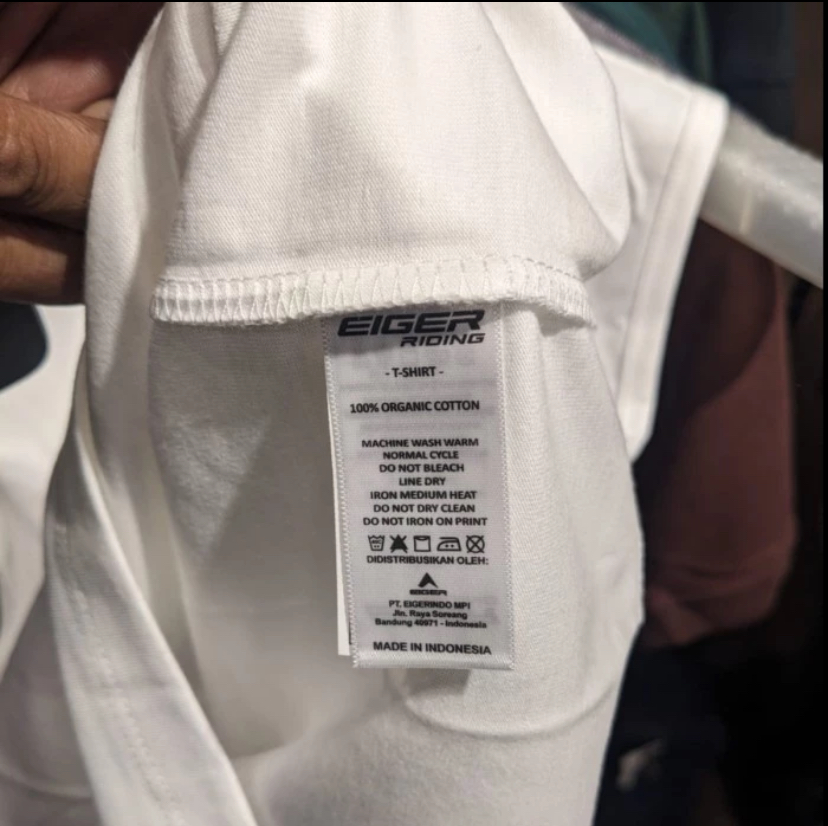 EIGER
RIDING
- T-SHIRT -
100% ORGANIC COTTON
MACHINE WASH WARM
NORMAL CYCLE
DO NOT BLEACH
LINE DRY
IRON MEDIUM HEAT
DO NOT DRY CLEAN
DO NOT IRON ON PRINT
DIDISTRIBUSIKAN OLEH:
EIGER
PT. EIGERINDO MPI
Jln. Raya Soreang
Bandung 40971 - Indonesia
MADE IN INDONESIA